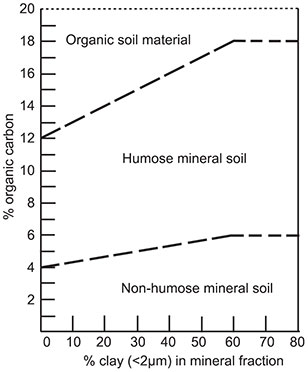 20
18
16
14
12
10
8
6
4
2
% organic carbon
Organic soil material
Humose mineral soil
Non-humose mineral soil
0 10 20 30 40 50 60 70 80
% clay (<2µm) in mineral fraction